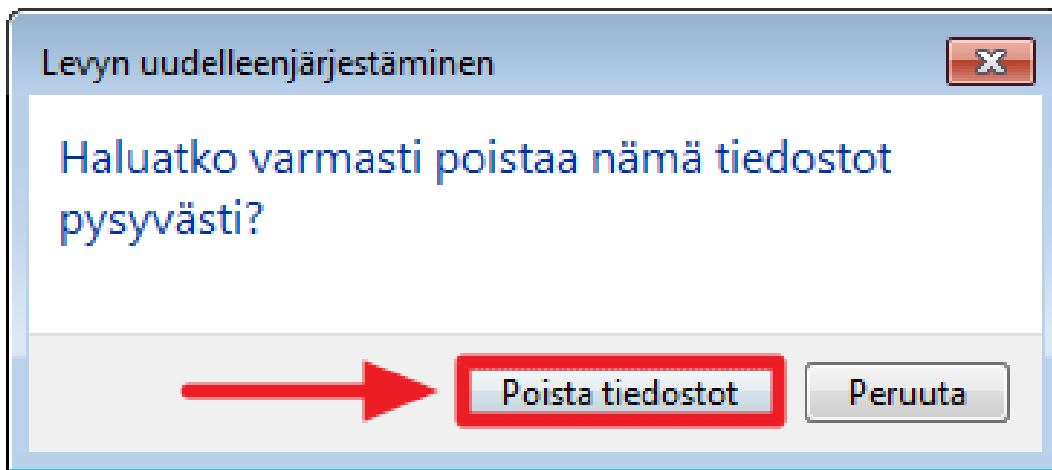 Levyn uudelleenjärjestäminen
Haluatko varmasti poistaa nämä tiedostot
pysyvästi?
Poista tiedostot
Peruuta